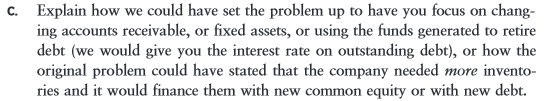 c. Explain how we could have set the problem up to have you focus on chang-
ing accounts receivable, or fixed assets, or using the funds generated to retire
debt (we would give you the interest rate on outstanding debt), or how the
original problem could have stated that the company needed more invento-
ries and it would finance them with new common equity or with new debt.